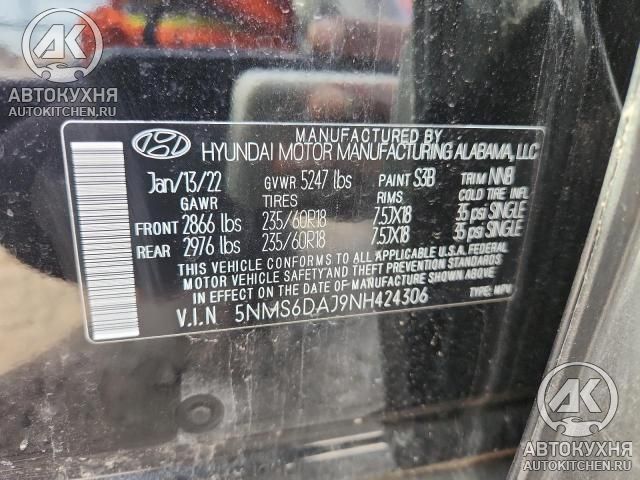 AK
АВТОКУХНЯ
AUTOKITCHEN.RU
MANUFACTURED BY
HYUNDAI MOTOR MANUFACTURING ALABAMA, LLC
Jan/13/22 GVWR 5247 lbs PAINT S3B TRIM NNB
GAWR TIRES RIMS COLD TIRE INFL
FRONT 2866 lbs 235/60R18 7.5JX18 35 psi SINGLE
REAR 2976 lbs 235/60R18 7.5JX18 35 psi SINGLE
THIS VEHICLE CONFORMS TO ALL APPLICABLE U.S.A FEDERAL
MOTOR VEHICLE SAFETY, BUMPER, AND THEFT PREVENTION STANDARDS
IN EFFECT ON THE DATE OF MANUFACTURE SHOWN ABOVE.
V.I.N 5NMS6DAJ9NH424306 TYPE: MPV
AK
АВТОКУХНЯ
AUTOKITCHEN.RU